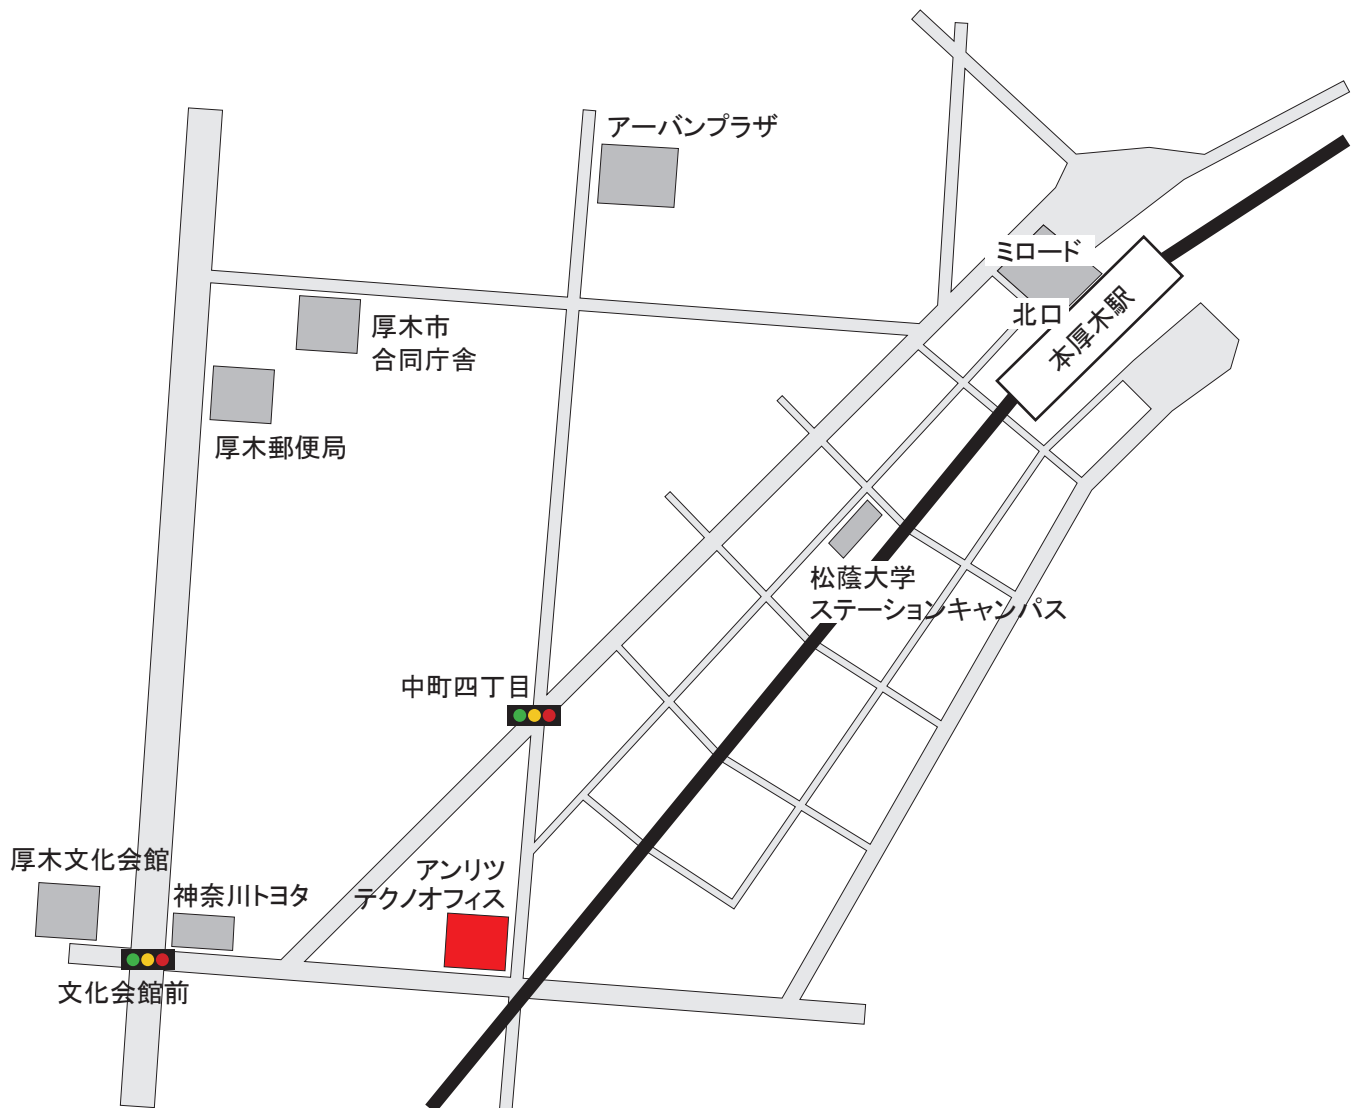 アーバンプラザ
ミロード
北口
本厚木駅
厚木市
合同庁舎
厚木郵便局
松蔭大学
ステーションキャンパス
中町四丁目
厚木文化会館
神奈川トヨタ
アンリツ
テクノオフィス
文化会館前